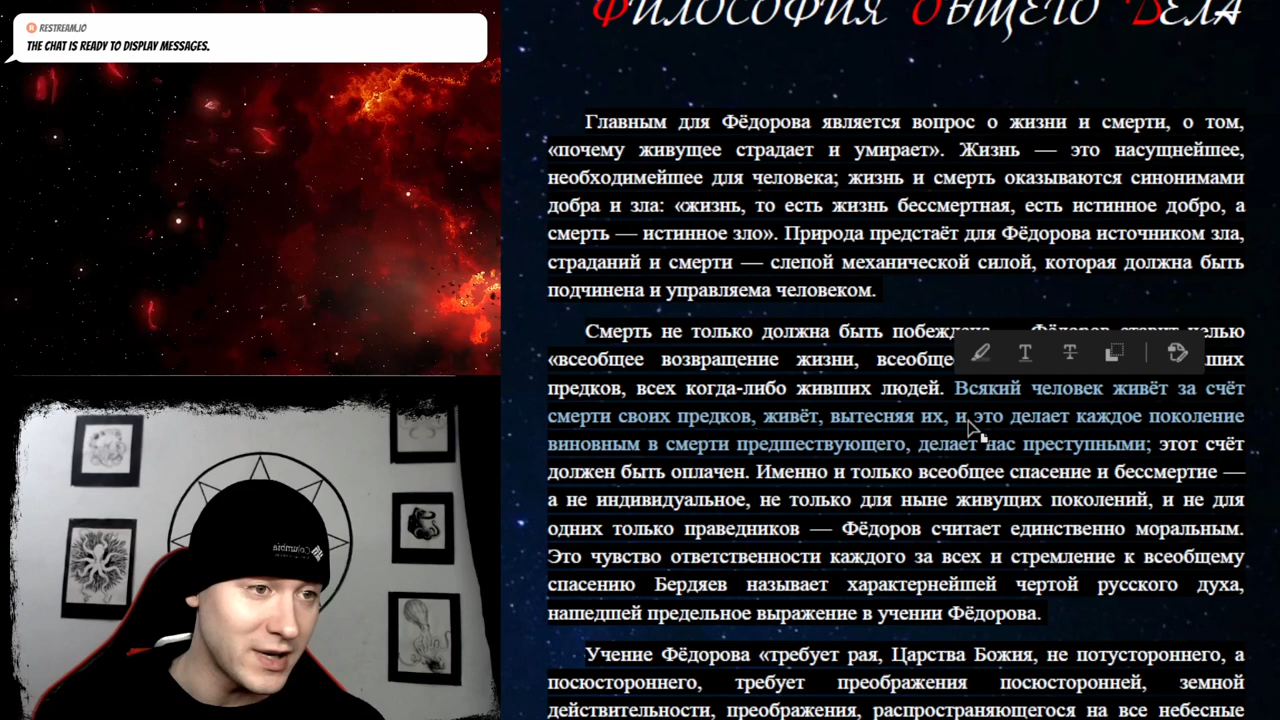 RESTREAM.IO
THE CHAT IS READY TO DISPLAY MESSAGES.
Философия Общего Дела
Главным для Фёдорова является вопрос о жизни и смерти, о том,
«почему живущее страдает и умирает». Жизнь — это насущнейшее,
необходимейшее для человека; жизнь и смерть оказываются синонимами
добра и зла: «жизнь, то есть жизнь бессмертная, есть истинное добро, а
смерть — истинное зло». Природа предстаёт для Фёдорова источником зла,
страданий и смерти — слепой механической силой, которая должна быть
подчинена и управляема человеком.
Смерть не только должна быть целью
«всеобщее возвращение жизни,
предков, всех когда-либо живших людей. Всякий человек живёт за счёт
смерти своих предков, живёт, вытесняя их, и это делает каждое поколение
виновным в смерти предшествующего, делает нас преступными; этот счёт
должен быть оплачен. Именно и только всеобщее спасение и бессмертие —
а не индивидуальное, не только для ныне живущих поколений, и не для
одних только праведников — Фёдоров считает единственно моральным.
Это чувство ответственности каждого за всех и стремление к всеобщему
спасению Бердяев называет характернейшей чертой русского духа,
нашедшей предельное выражение в учении Фёдорова.
Учение Фёдорова «требует рая, Царства Божия, не потустороннего, а
посюстороннего, требует преображения посюсторонней, земной
действительности, преображения, распространяющегося на все небесные
Columbia